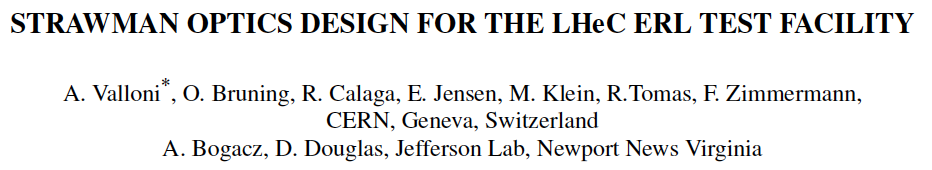 STRAWMAN OPTICS DESIGN FOR THE LHeC ERL TEST FACILITY
A. Valloni*, O. Bruning, R. Calaga, E. Jensen, M. Klein, R.Tomas, F. Zimmermann,
CERN, Geneva, Switzerland
A. Bogacz, D. Douglas, Jefferson Lab, Newport News Virginia